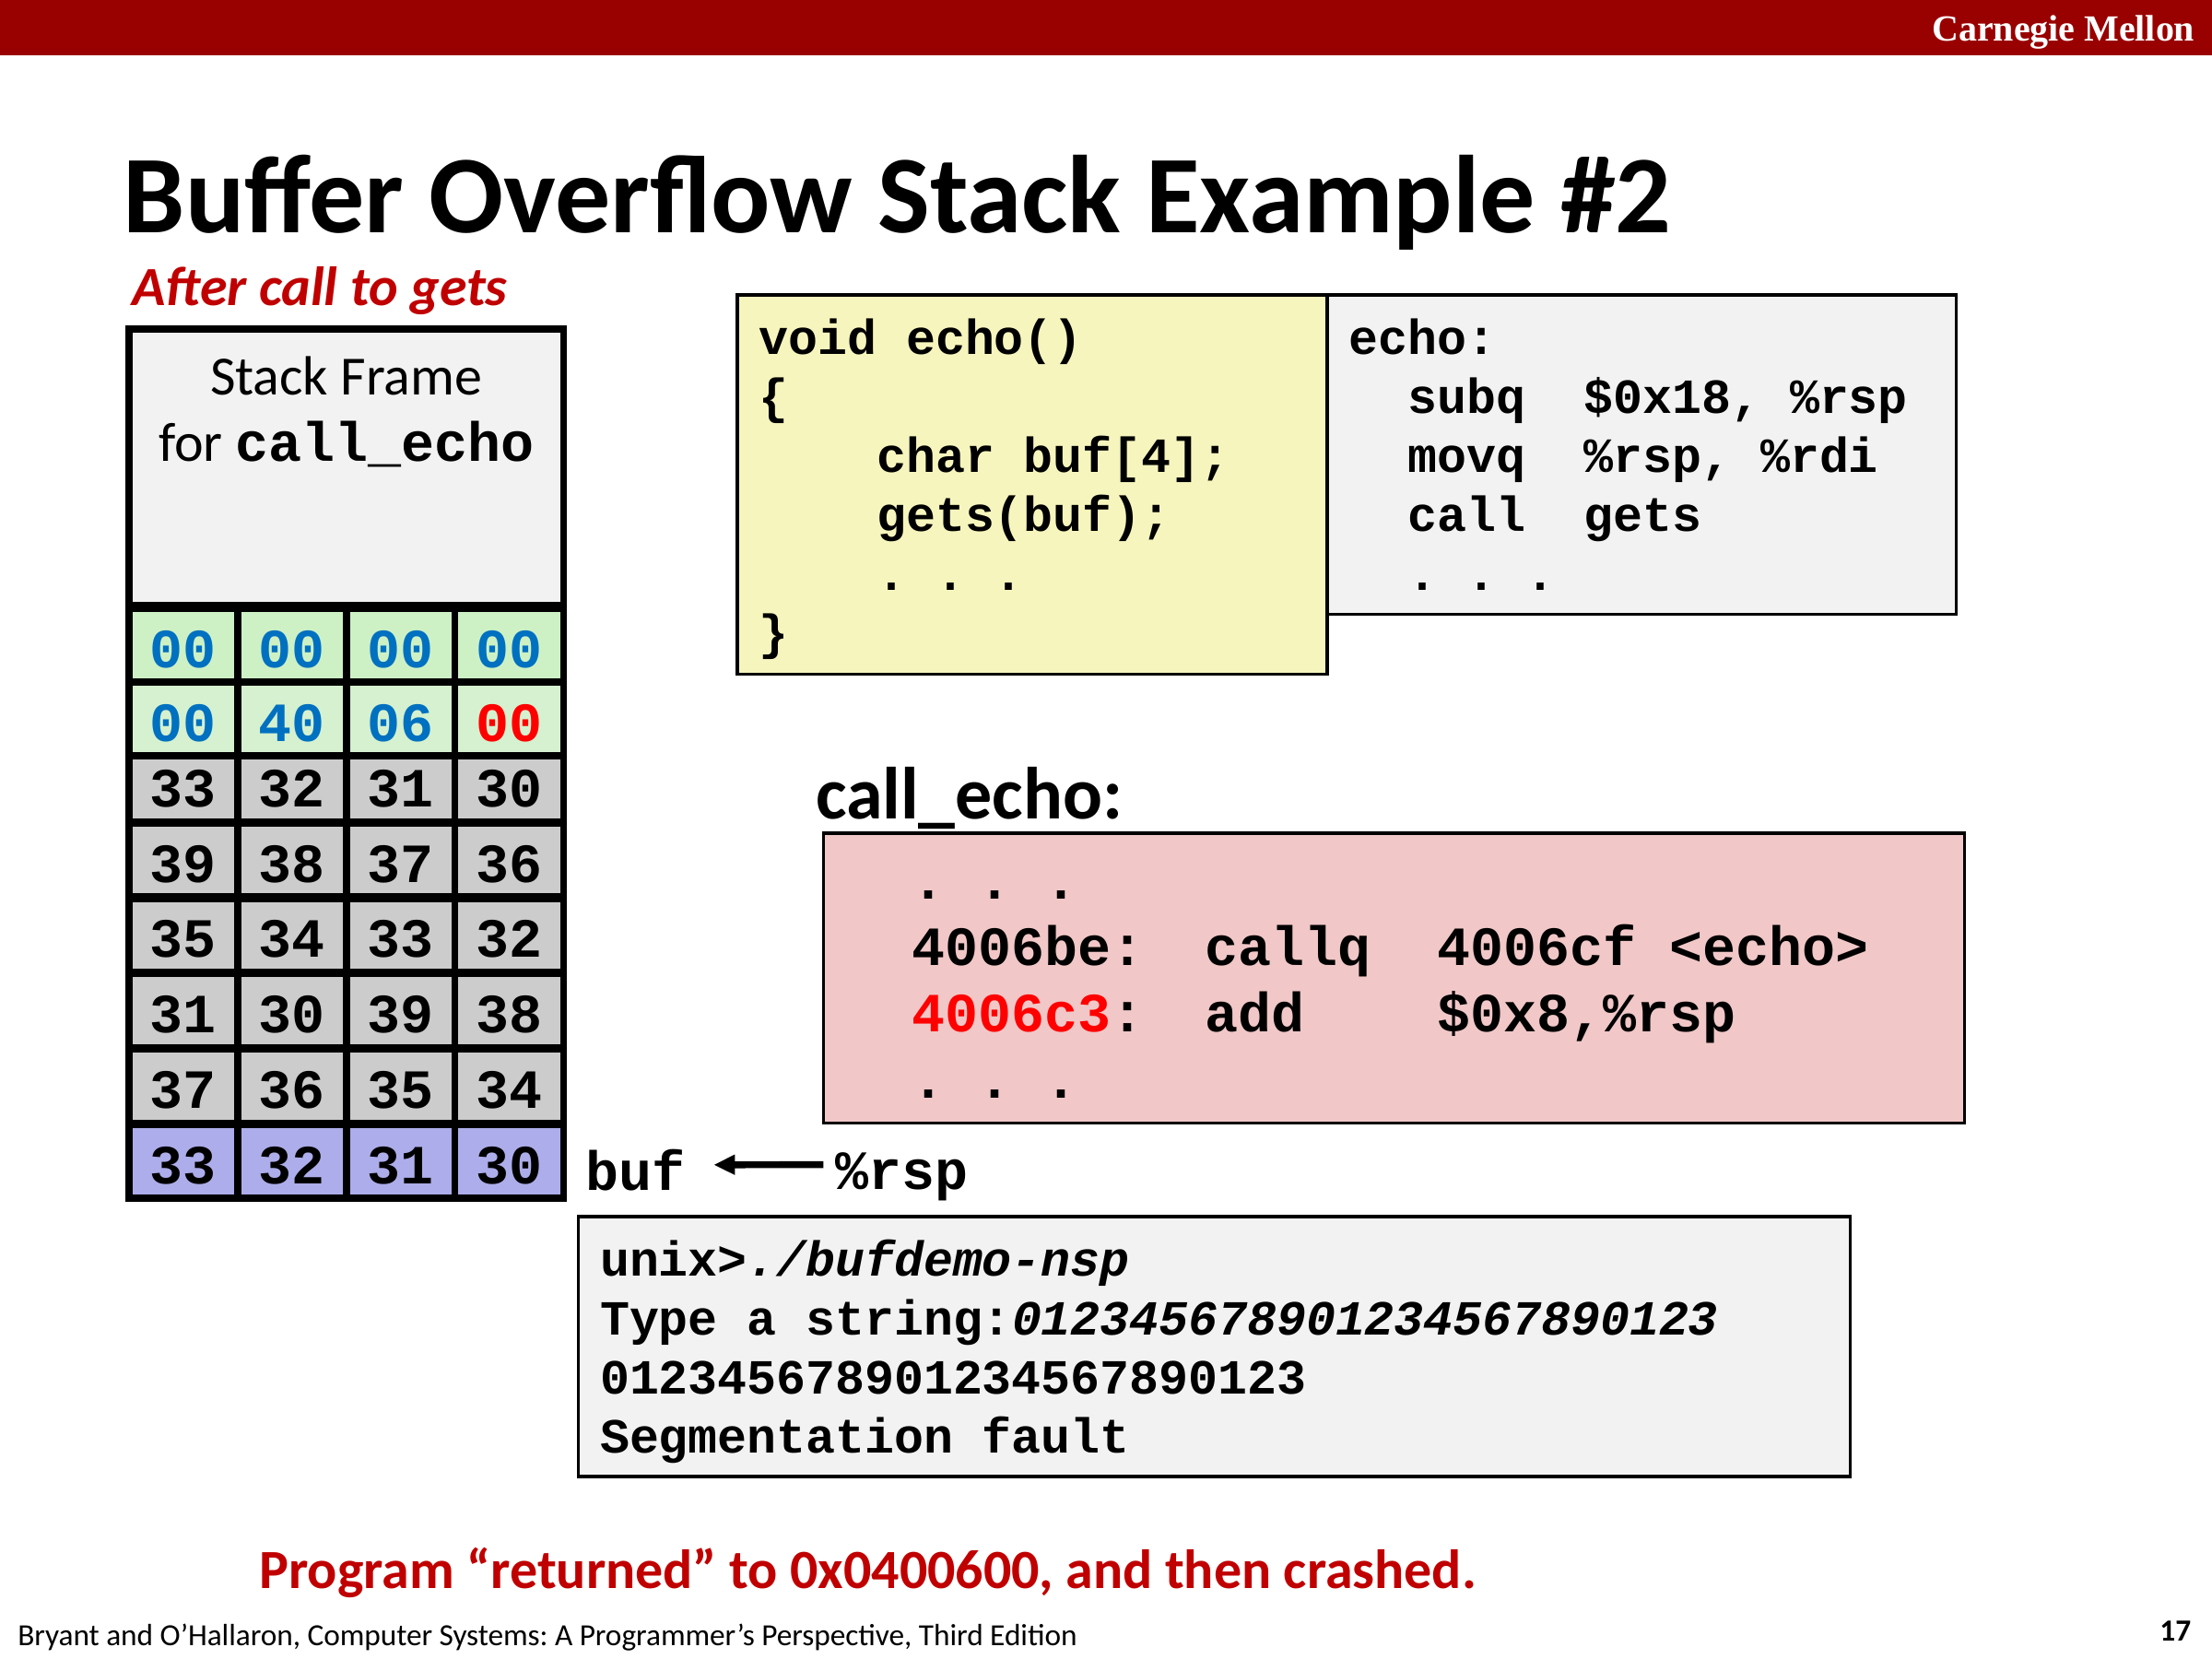 Carnegie Mellon
Buffer Overflow Stack Example #2
After call to gets
Stack Frame
for call_echo
00 00 00 00
00 40 06 00
33 32 31 30
39 38 37 36
35 34 33 32
31 30 39 38
37 36 35 34
33 32 31 30
buf
%rsp
void echo()
{
char buf[4];
gets(buf);
. . .
}
echo:
subq $0x18, %rsp
movq %rsp, %rdi
call gets
. . .
call_echo:
. . .
4006be: callq 4006cf <echo>
4006c3: add $0x8,%rsp
. . .
unix>./bufdemo-nsp
Type a string:012345678901234567890123
012345678901234567890123
Segmentation fault
Program “returned” to 0x0400600, and then crashed.
Bryant and O’Hallaron, Computer Systems: A Programmer’s Perspective, Third Edition
17